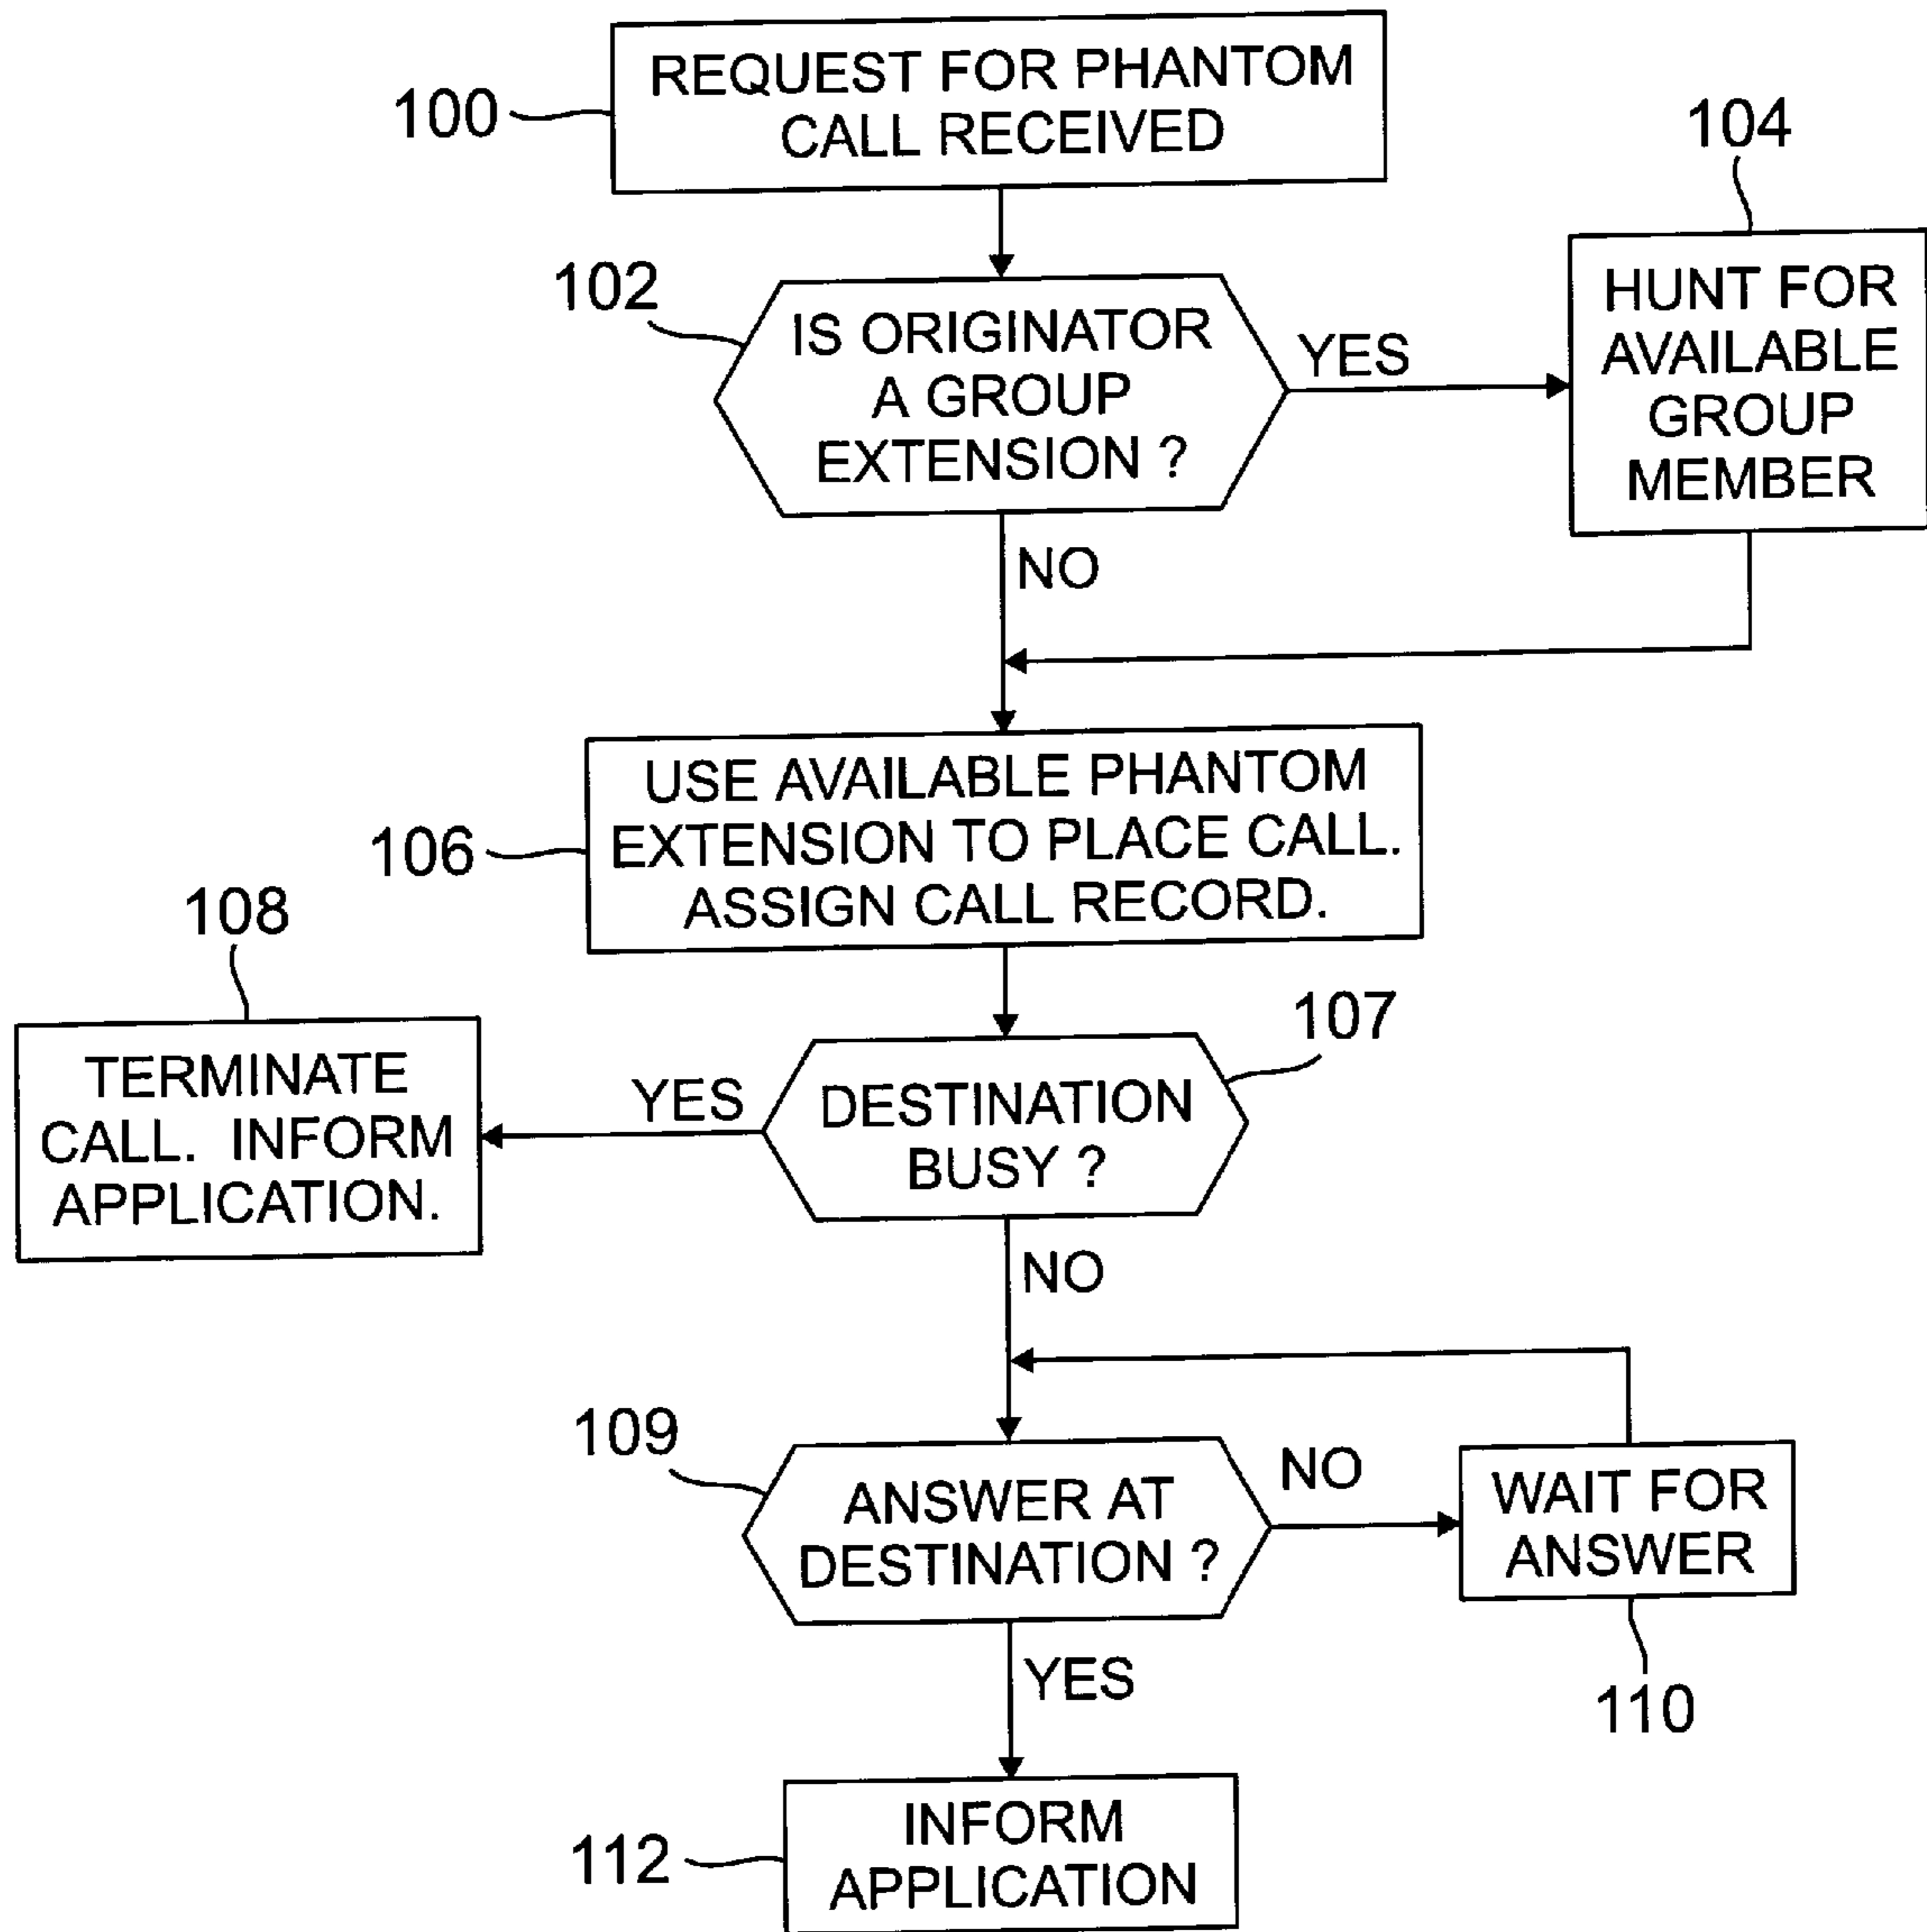 REQUEST FOR PHANTOM
CALL RECEIVED
100
104
HUNT FOR
AVAILABLE
GROUP
MEMBER
102
IS ORIGINATOR
A GROUP
EXTENSION ?
YES
NO
USE AVAILABLE PHANTOM
EXTENSION TO PLACE CALL.
ASSIGN CALL RECORD.
106
108
TERMINATE
CALL. INFORM
APPLICATION.
YES
107
DESTINATION
BUSY ?
NO
109
ANSWER AT
DESTINATION ?
NO
WAIT FOR
ANSWER
110
YES
112
INFORM
APPLICATION